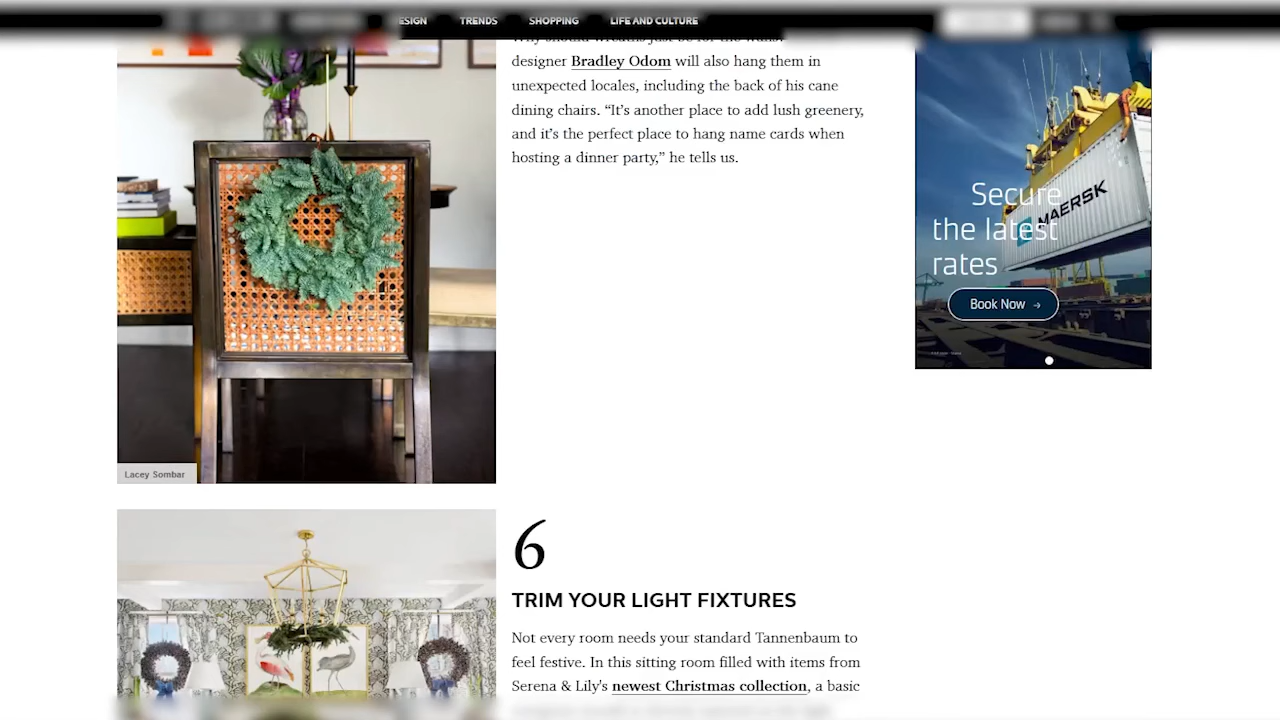 ESIGN
TRENDS
SHOPPING
LIFE AND CULTURE
Why should wreaths just be for the walls?
designer Bradley Odom will also hang them in
unexpected locales, including the back of his cane
dining chairs. “It’s another place to add lush greenery,
and it’s the perfect place to hang name cards when
hosting a dinner party,” he tells us.
Lacey Sombar
MAERSK
Secure
the latest
rates
Book Now →
6
TRIM YOUR LIGHT FIXTURES
Not every room needs your standard Tannenbaum to
feel festive. In this sitting room filled with items from
Serena & Lily's newest Christmas collection, a basic